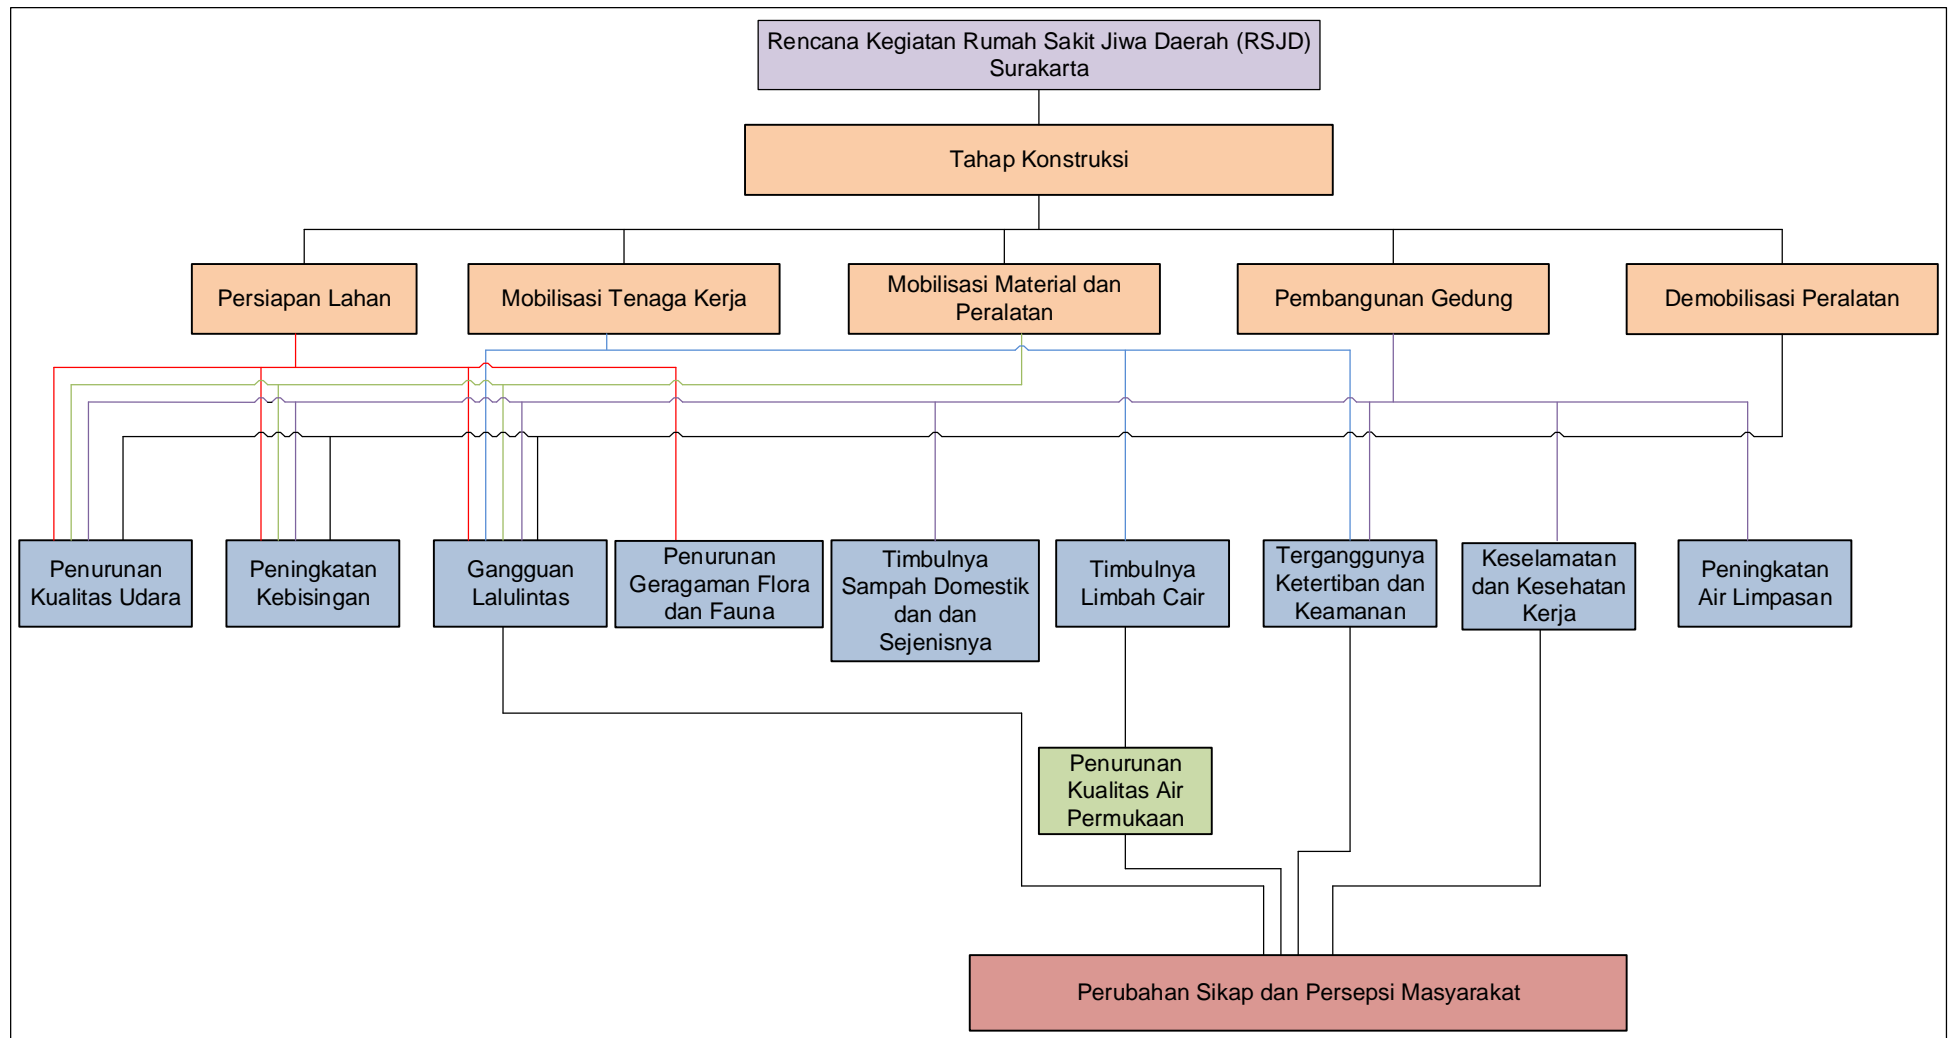 Rencana Kegiatan Rumah Sakit Jiwa Daerah (RSJD)
Surakarta
Tahap Konstruksi
Persiapan Lahan
Mobilisasi Tenaga Kerja
Mobilisasi Material dan
Peralatan
Pembangunan Gedung
Demobilisasi Peralatan
Penurunan
Kualitas Udara
Peningkatan
Kebisingan
Gangguan
Lalulintas
Penurunan
Geragaman Flora
dan Fauna
Timbulnya
Sampah Domestik
dan dan
Sejenisnya
Timbulnya
Limbah Cair
Terganggunya
Ketertiban dan
Keamanan
Keselamatan
dan Kesehatan
Kerja
Peningkatan
Air Limpasan
Penurunan
Kualitas Air
Permukaan
Perubahan Sikap dan Persepsi Masyarakat